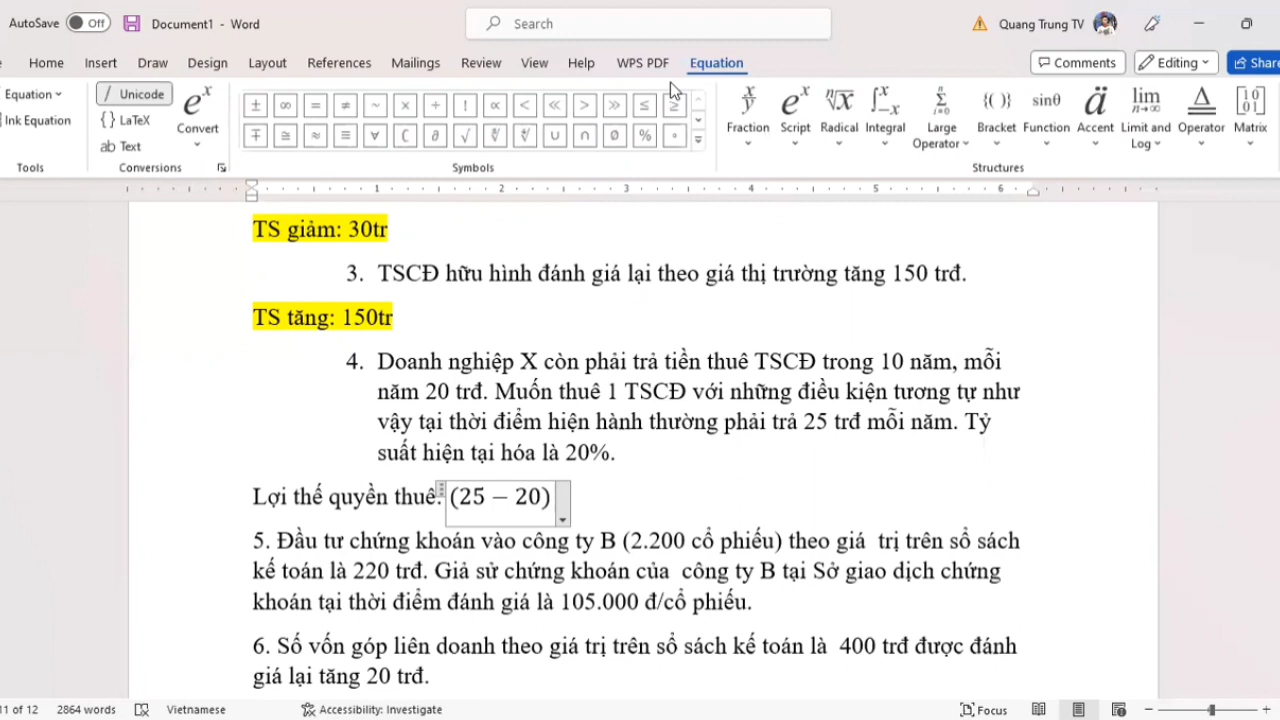 AutoSave Off Document1 - Word Search Quang Trung TV
Home Insert Draw Design Layout References Mailings Review View Help WPS PDF Equation Comments Editing Share
Equation Unicode Convert
Ink Equation { } LaTeX
ab Text
± ∞ = ≠ ~ × ÷ ! ∝ < ≪ > ≫ ≤ ≥
∓ ≅ ≈ ≡ ∀ ∁ ∂ √ ∛ ∜ ∪ ∩ ∅ % °
Fraction Script Radical Integral Large Operator Bracket Function Accent Limit and Log Operator Matrix
Tools Conversions Symbols Structures
1 2 3 4 5 6
TS giảm: 30tr
3. TSCĐ hữu hình đánh giá lại theo giá thị trường tăng 150 trđ.
TS tăng: 150tr
4. Doanh nghiệp X còn phải trả tiền thuê TSCĐ trong 10 năm, mỗi
năm 20 trđ. Muốn thuê 1 TSCĐ với những điều kiện tương tự như
vậy tại thời điểm hiện hành thường phải trả 25 trđ mỗi năm. Tỷ
suất hiện tại hóa là 20%.
Lợi thế quyền thuê: (25 − 20)
5. Đầu tư chứng khoán vào công ty B (2.200 cổ phiếu) theo giá trị trên sổ sách
kế toán là 220 trđ. Giả sử chứng khoán của công ty B tại Sở giao dịch chứng
khoán tại thời điểm đánh giá là 105.000 đ/cổ phiếu.
6. Số vốn góp liên doanh theo giá trị trên sổ sách kế toán là 400 trđ được đánh
giá lại tăng 20 trđ.
11 of 12 2864 words Vietnamese Accessibility: Investigate Focus